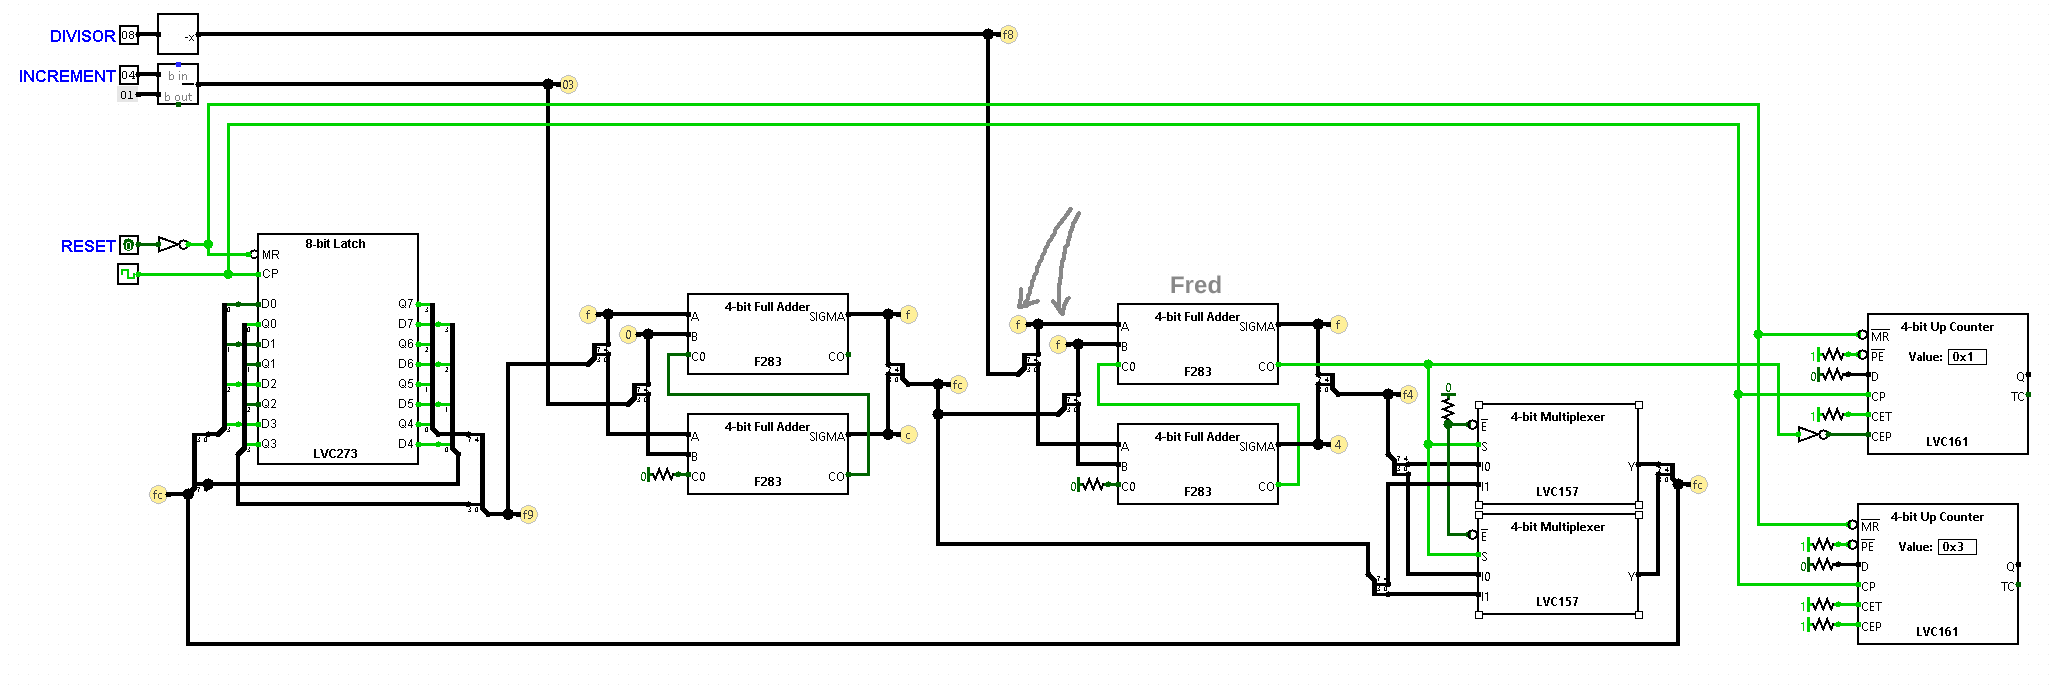 DIVISOR 08 -x f8
INCREMENT 04 b in 03
01 b out
Fred
RESET 0 8-bit Latch
MR
CP
D0 Q7
Q0 D7
D1 Q6
Q1 D6
D2 Q5
Q2 D5
D3 Q4
Q3 D4
LVC273
fc f9
4-bit Full Adder
f A SIGMA f
0 B
C0 CO
F283
fc
4-bit Full Adder
A SIGMA c
B
0 C0 CO
F283
4-bit Full Adder
f A SIGMA f
f B
C0 CO
F283
f4
4-bit Full Adder
A SIGMA 4
B
0 C0 CO
F283
0
4-bit Multiplexer
E
S
I0 Y
I1
LVC157
fc
4-bit Multiplexer
E
S
I0 Y
I1
LVC157
4-bit Up Counter
MR
1 PE Value: 0x1
0 D Q
CP TC
1 CET
CEP
LVC161
4-bit Up Counter
MR
1 PE Value: 0x3
0 D Q
CP TC
1 CET
1 CEP
LVC161